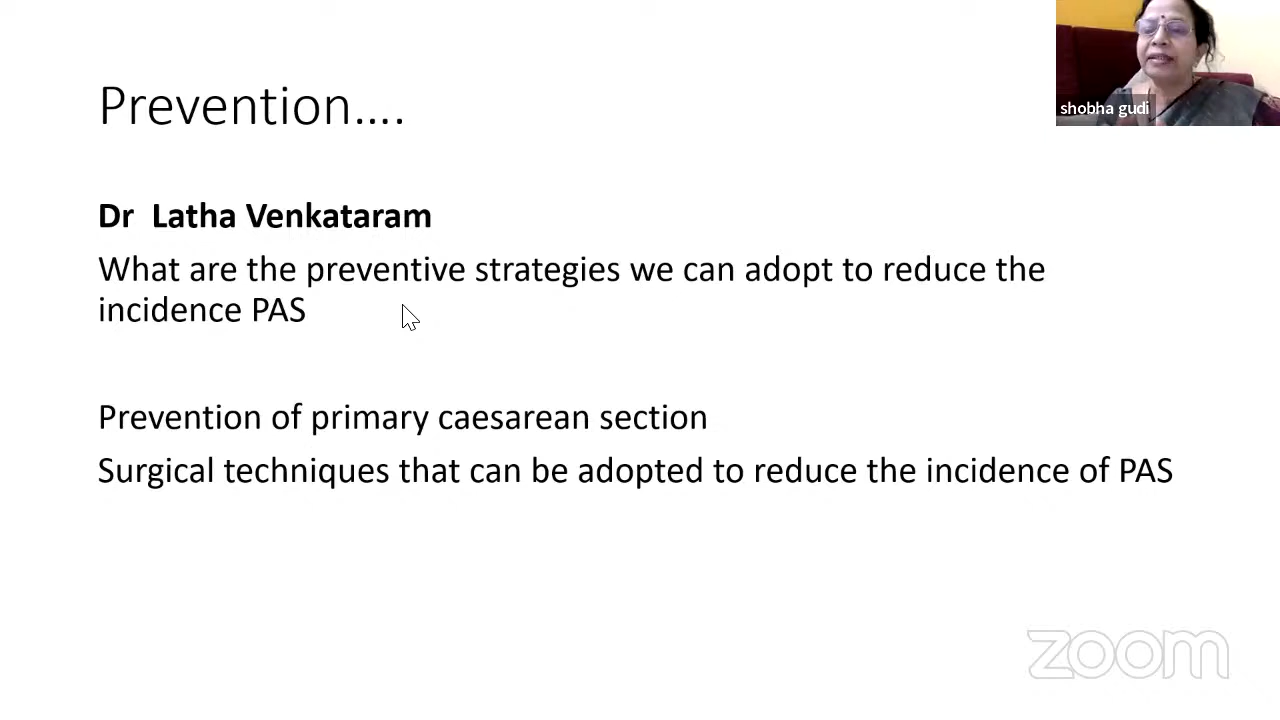 Prevention....
shobha gudi
Dr Latha Venkataram
What are the preventive strategies we can adopt to reduce the
incidence PAS
Prevention of primary caesarean section
Surgical techniques that can be adopted to reduce the incidence of PAS
zoom